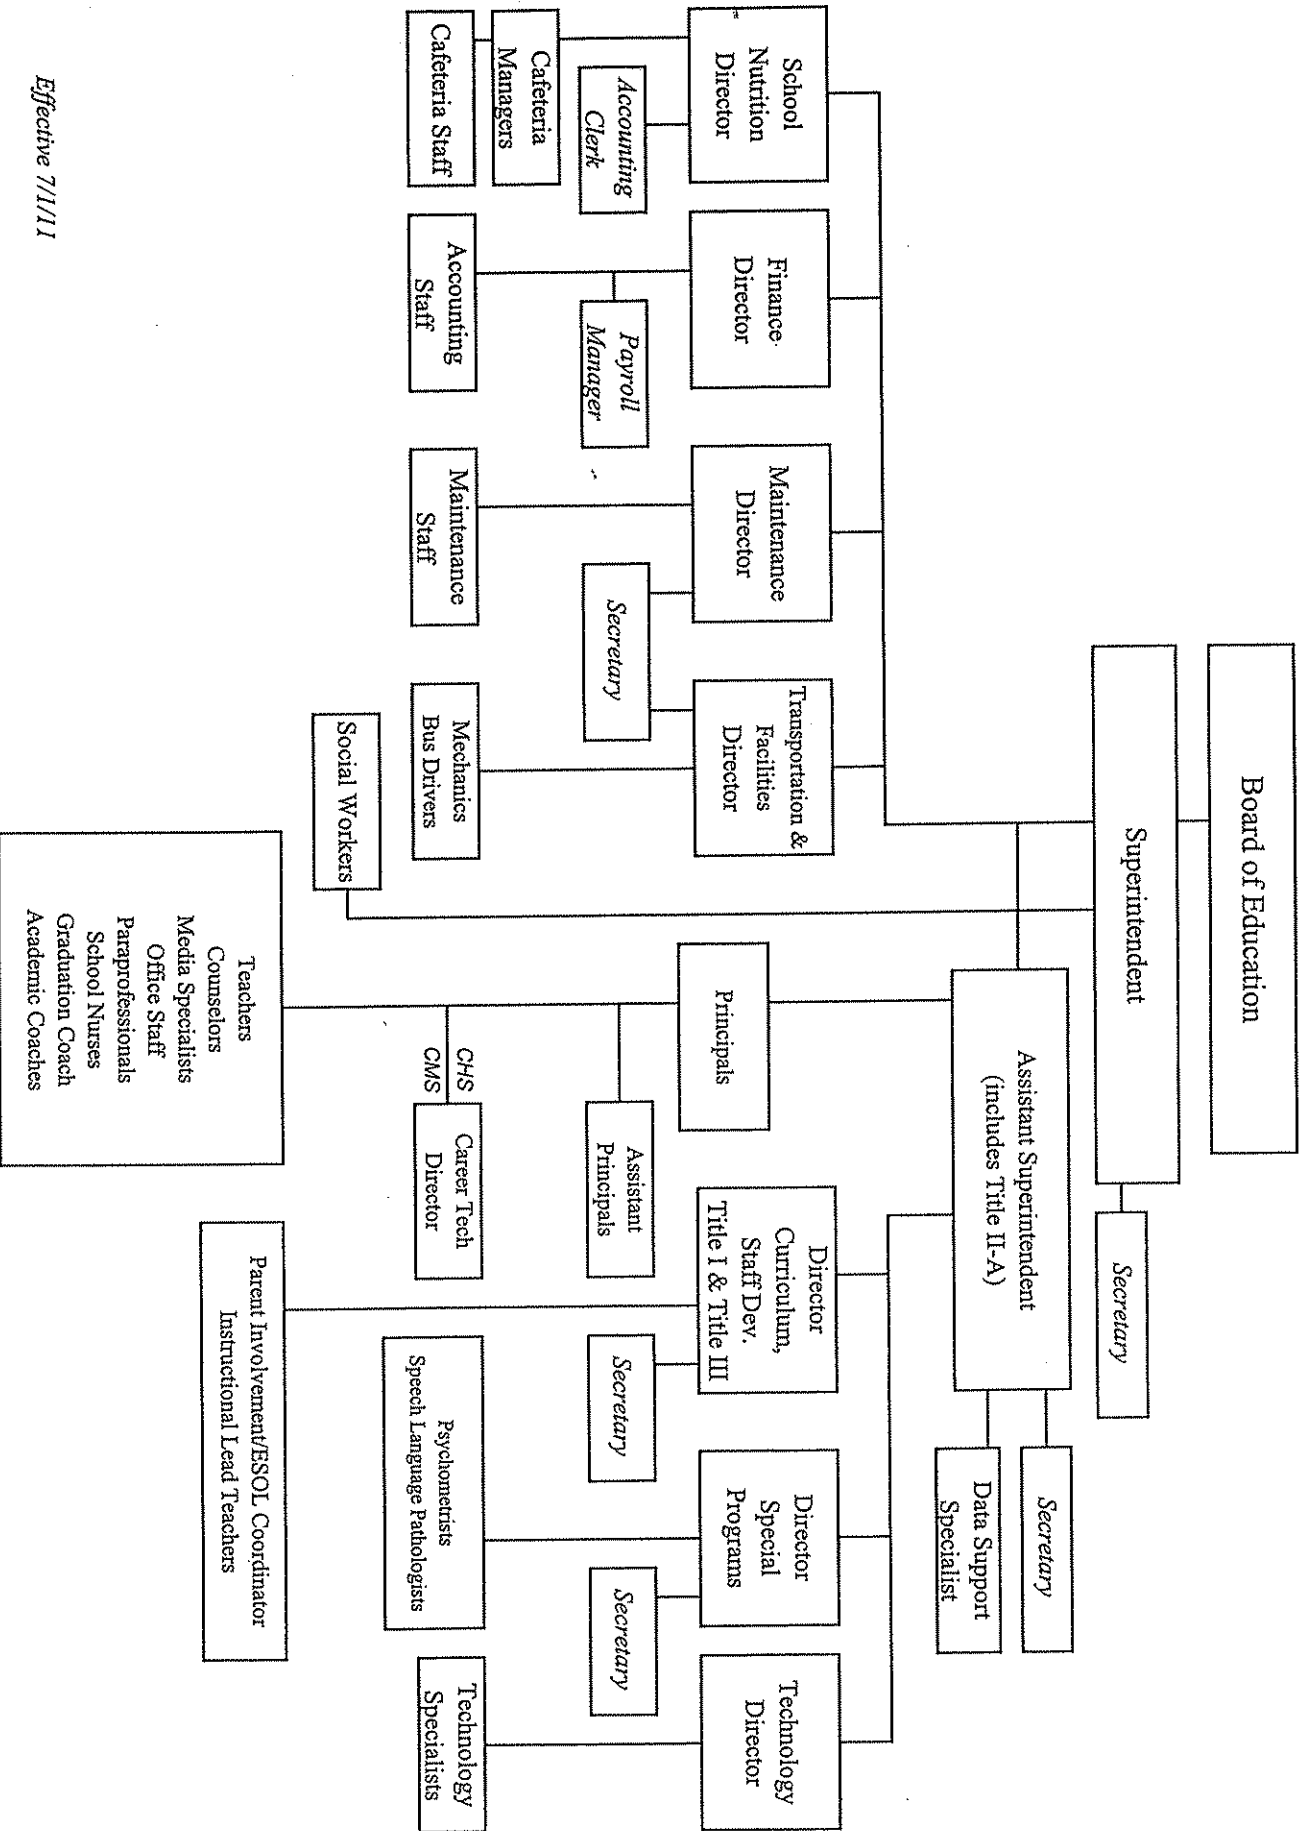 Board of Education
Superintendent
Secretary
Assistant Superintendent
(includes Title II-A)
Secretary
Data Support
Specialist
School
Nutrition
Director
Finance
Director
Maintenance
Director
Transportation &
Facilities
Director
Principals
Director
Curriculum,
Staff Dev.
Title I & Title III
Director
Special
Programs
Technology
Director
Accounting
Clerk
Payroll
Manager
Secretary
Assistant
Principals
Secretary
Secretary
Cafeteria
Managers
Cafeteria Staff
Accounting
Staff
Maintenance
Staff
Mechanics
Bus Drivers
CHS
CMS
Career Tech
Director
Psychometrists
Speech Language Pathologists
Technology
Specialists
Social Workers
Teachers
Counselors
Media Specialists
Office Staff
Paraprofessionals
School Nurses
Graduation Coach
Academic Coaches
Parent Involvement/ESOL Coordinator
Instructional Lead Teachers
Effective 7/1/11